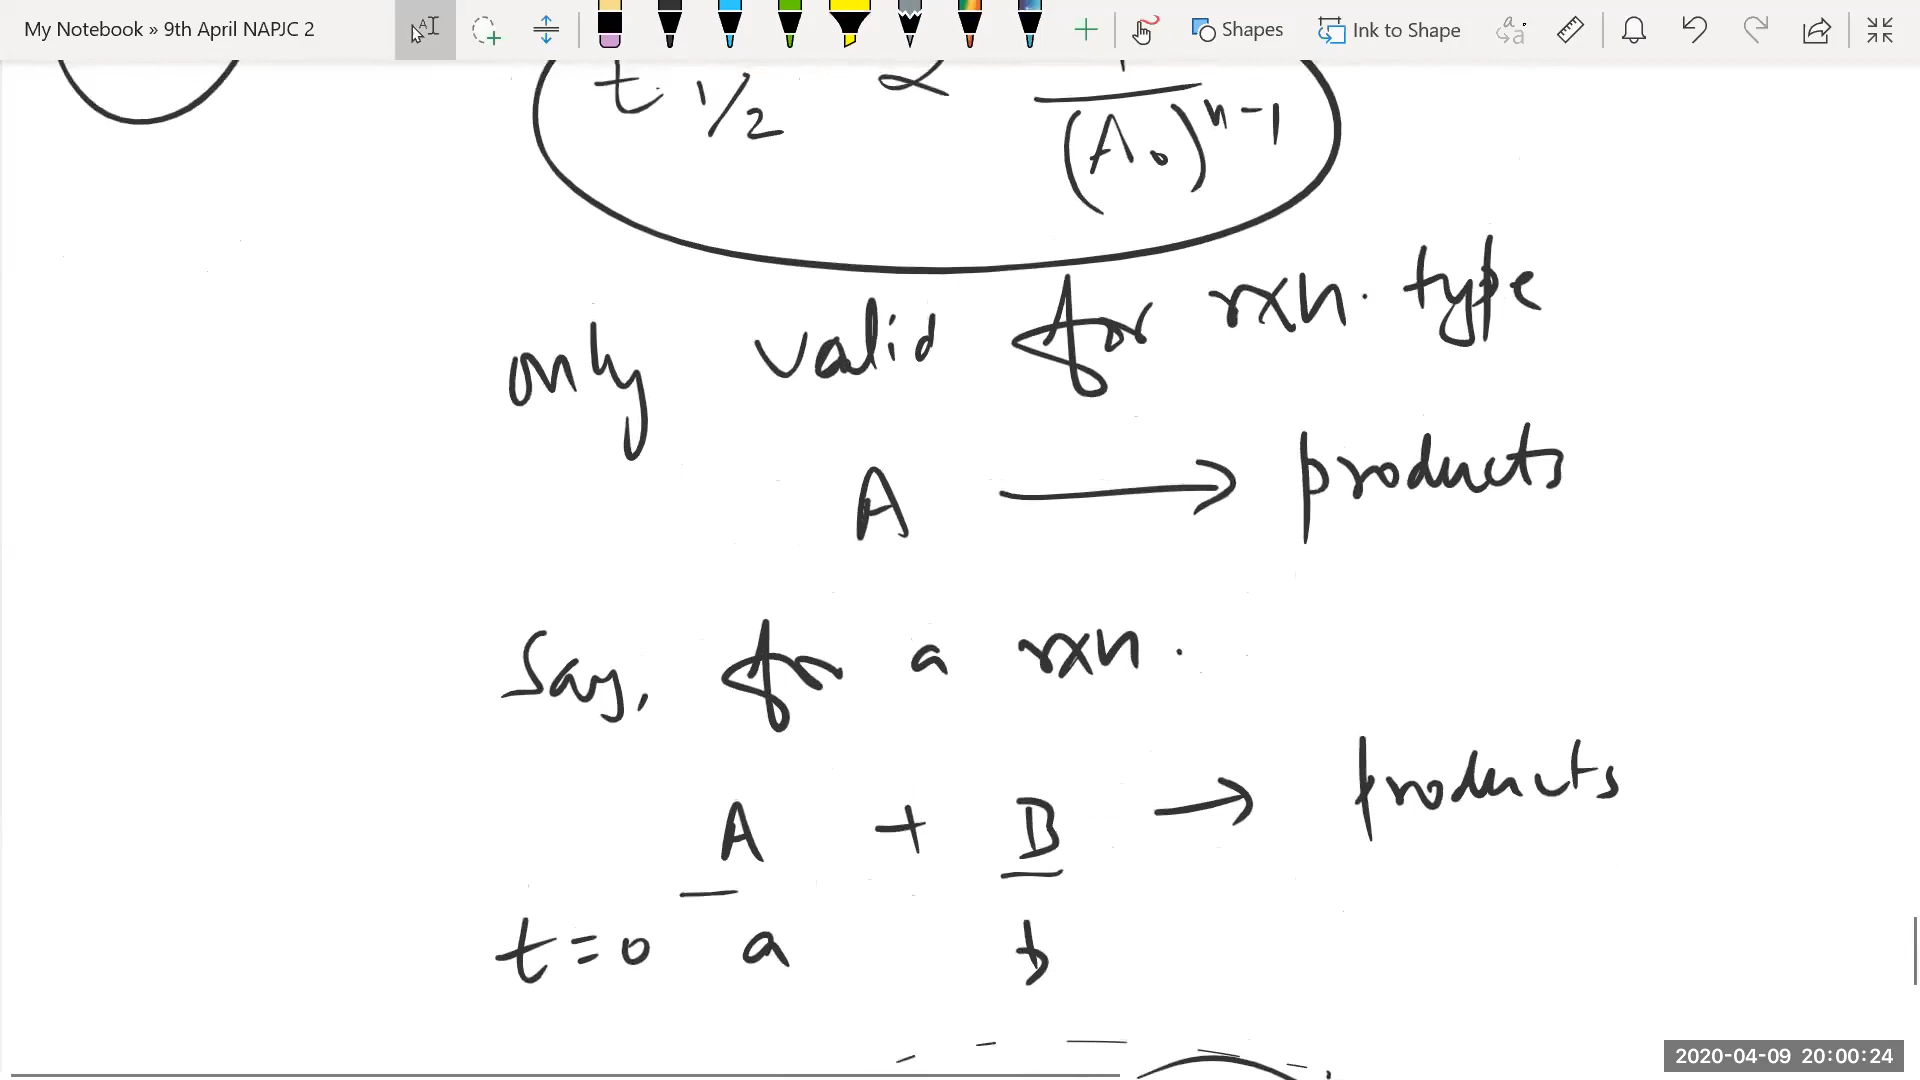 My Notebook » 9th April NAPJC 2
Shapes
Ink to Shape
t 1/2 ∝ 1/(A₀)ⁿ⁻¹
only valid for rxn. type
A → products
Say, for a rxn.
A + B → products
t=0 a b
2020-04-09 20:00:24